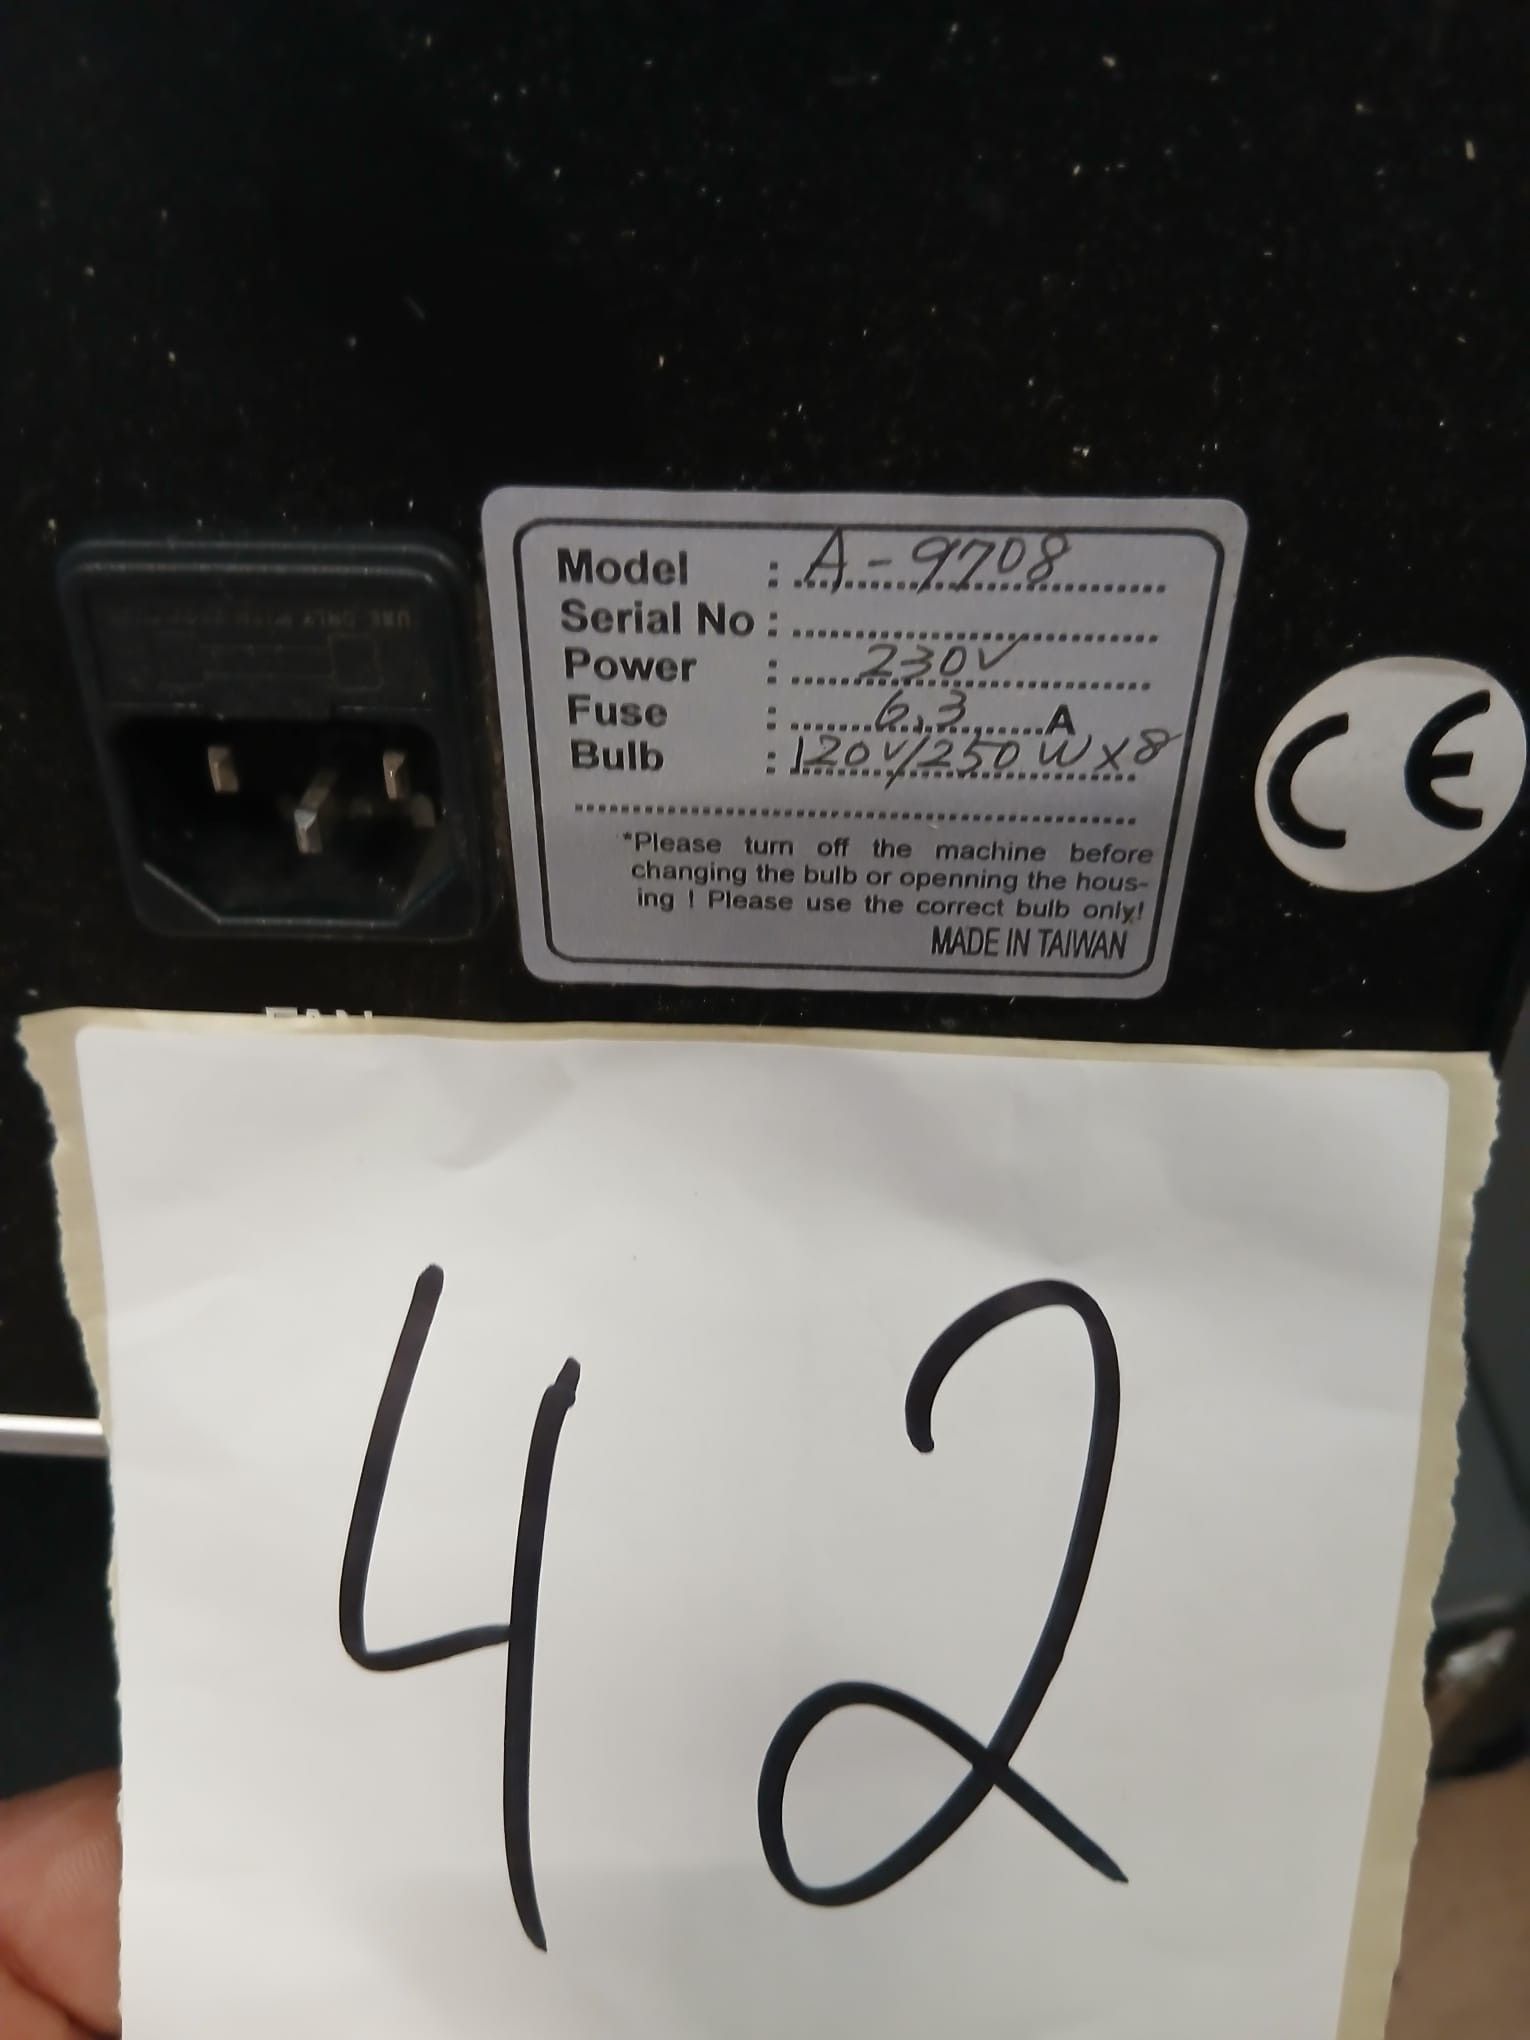 Model : A-9708
Serial No :
Power : 230V
Fuse : 6.3 A
Bulb : 120V/250W x 8
*Please turn off the machine before
changing the bulb or openning the hous-
ing ! Please use the correct bulb only!
MADE IN TAIWAN
CE
FAN
42